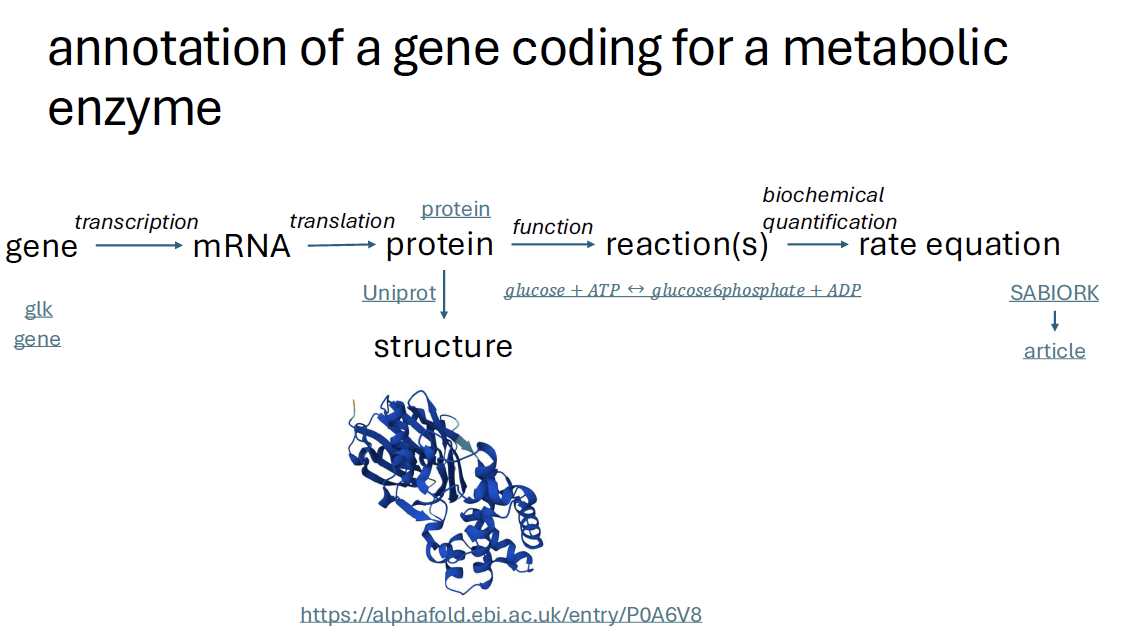 annotation of a gene coding for a metabolic
enzyme
gene
transcription
mRNA
translation
protein
protein
function
reaction(s)
biochemical
quantification
rate equation
glk
gene
Uniprot
glucose + ATP ↔ glucose6phosphate + ADP
SABIORK
article
structure
https://alphafold.ebi.ac.uk/entry/P0A6V8